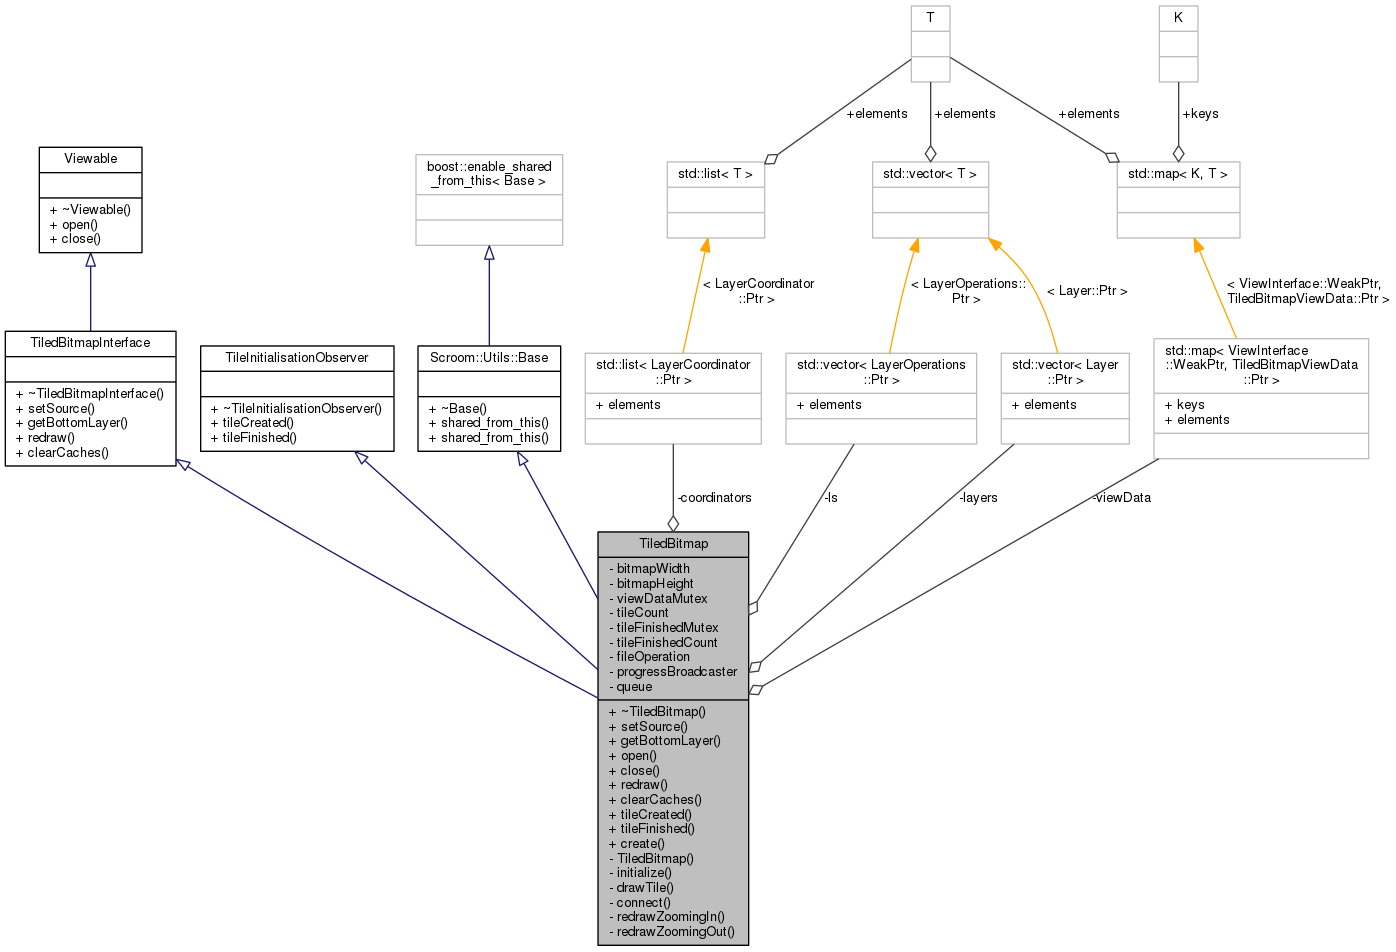 T
K
+elements
+elements
+elements
+keys
Viewable
+ ~Viewable()
+ open()
+ close()
boost::enable_shared
_from_this< Base >
std::list< T >
std::vector< T >
std::map< K, T >
< LayerCoordinator
::Ptr >
< LayerOperations::
Ptr >
< Layer::Ptr >
< ViewInterface::WeakPtr,
TiledBitmapViewData::Ptr >
TiledBitmapInterface
+ ~TiledBitmapInterface()
+ setSource()
+ getBottomLayer()
+ redraw()
+ clearCaches()
TileInitialisationObserver
+ ~TileInitialisationObserver()
+ tileCreated()
+ tileFinished()
Scroom::Utils::Base
+ ~Base()
+ shared_from_this()
+ shared_from_this()
std::list< LayerCoordinator
::Ptr >
+ elements
std::vector< LayerOperations
::Ptr >
+ elements
std::vector< Layer
::Ptr >
+ elements
std::map< ViewInterface
::WeakPtr, TiledBitmapViewData
::Ptr >
+ keys
+ elements
-coordinators
-ls
-layers
-viewData
TiledBitmap
- bitmapWidth
- bitmapHeight
- viewDataMutex
- tileCount
- tileFinishedMutex
- tileFinishedCount
- fileOperation
- progressBroadcaster
- queue
+ ~TiledBitmap()
+ setSource()
+ getBottomLayer()
+ open()
+ close()
+ redraw()
+ clearCaches()
+ tileCreated()
+ tileFinished()
+ create()
- TiledBitmap()
- initialize()
- drawTile()
- connect()
- redrawZoomingIn()
- redrawZoomingOut()